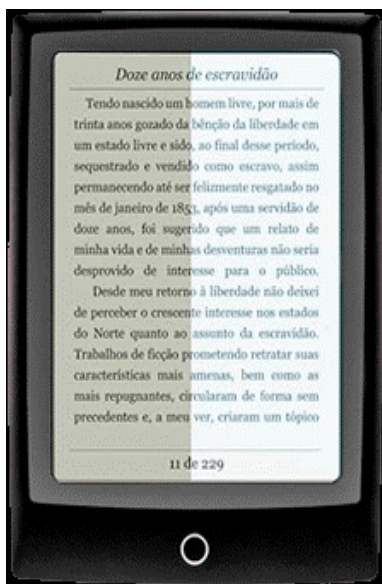 Doze anos de escravidão
Tendo nascido um homem livre, por mais de
trinta anos gozado da bênção da liberdade em
um estado livre e sido, ao final desse período,
sequestrado e vendido como escravo, assim
permanecendo até ser felizmente resgatado no
mês de janeiro de 1853, após uma servidão de
doze anos, foi sugerido que um relato de
minha vida e de minhas desventuras não seria
desprovido de interesse para o público.
Desde meu retorno à liberdade não deixei
de perceber o crescente interesse nos estados
do Norte quanto ao assunto da escravidão.
Trabalhos de ficção prometendo retratar suas
características mais amenas, bem como as
mais repugnantes, circularam de forma sem
precedentes e, a meu ver, criaram um tópico
11 de 229